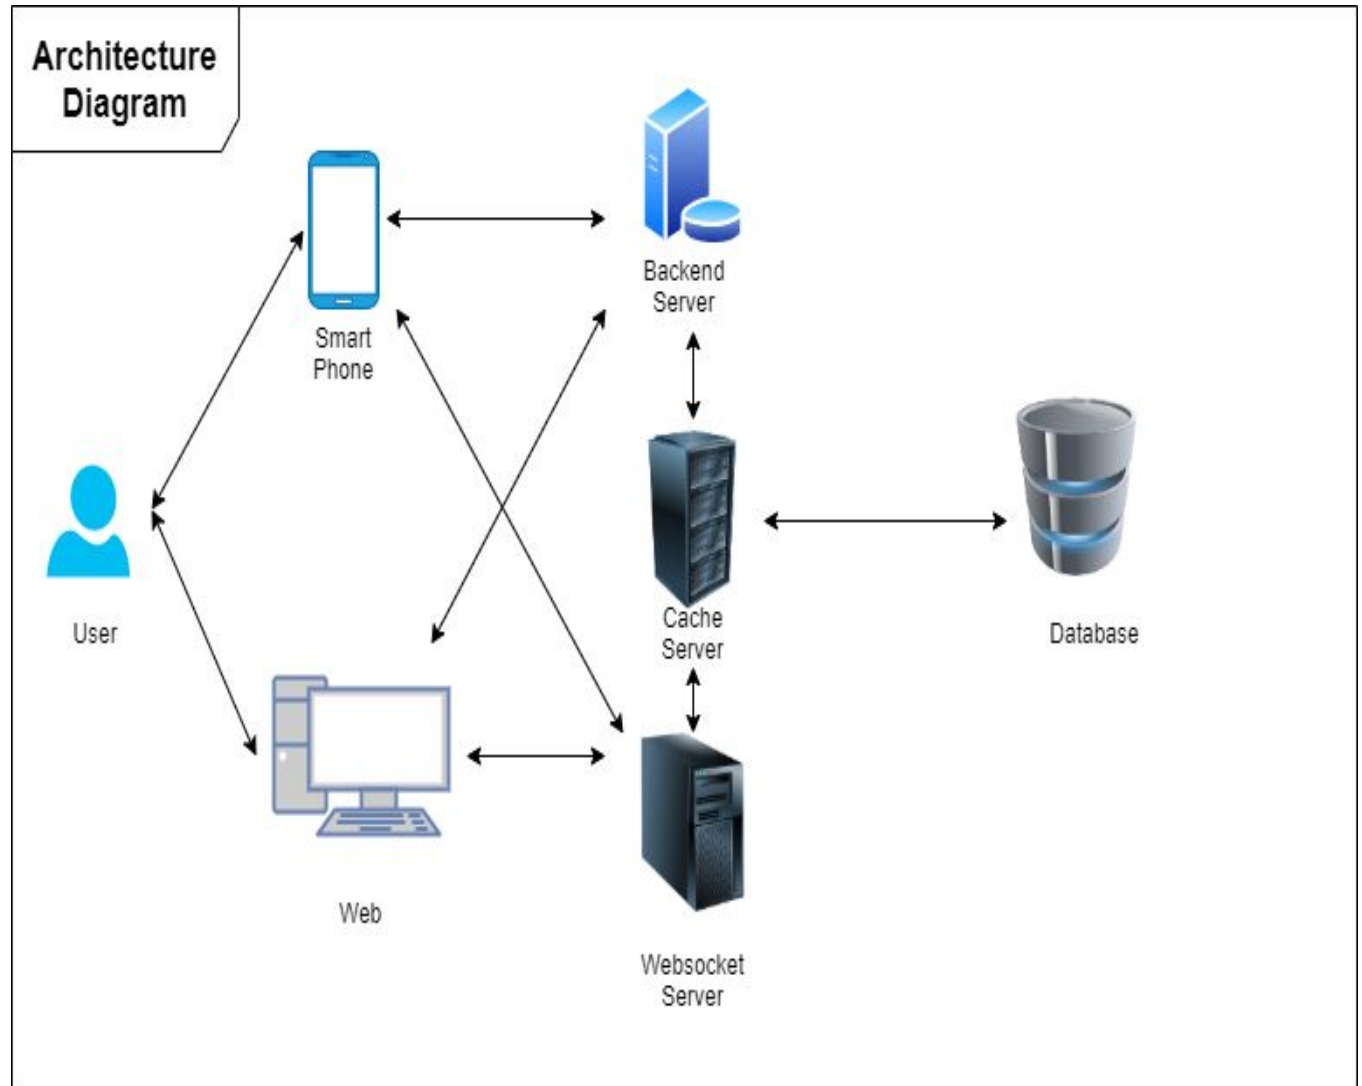 Architecture
Diagram
Backend
Server
Smart
Phone
Cache
Server
User
Database
Web
Websocket
Server